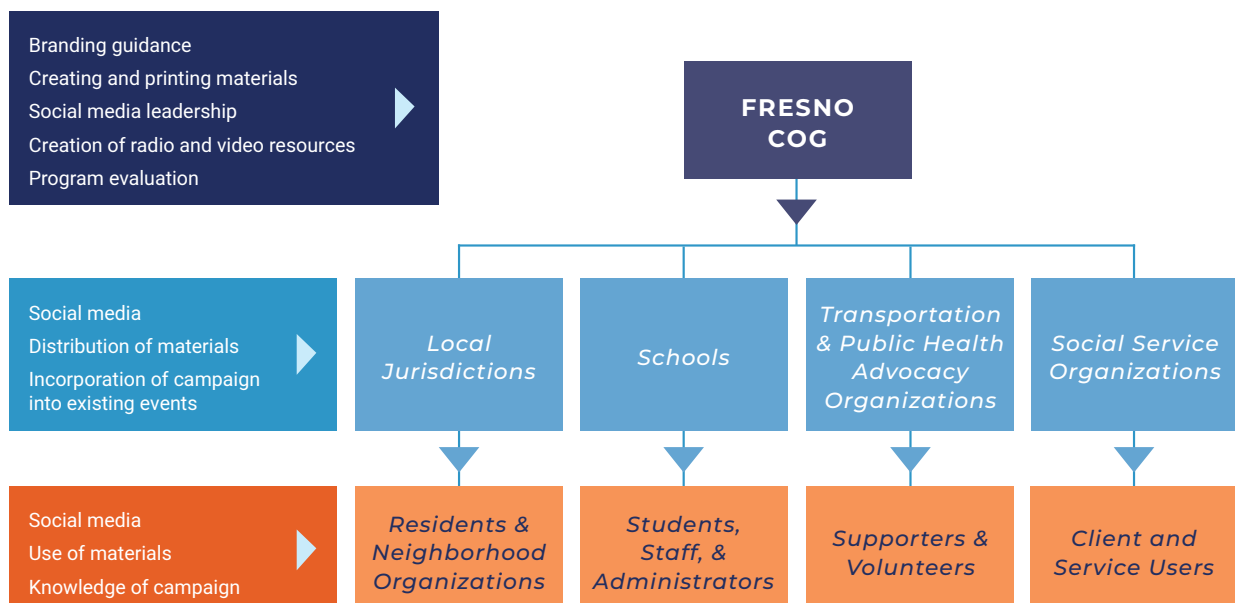 Branding guidance
Creating and printing materials
Social media leadership
Creation of radio and video resources
Program evaluation
FRESNO
COG
Social media
Distribution of materials
Incorporation of campaign
into existing events
Local
Jurisdictions
Schools
Transportation
& Public Health
Advocacy
Organizations
Social Service
Organizations
Social media
Use of materials
Knowledge of campaign
Residents &
Neighborhood
Organizations
Students,
Staff, &
Administrators
Supporters &
Volunteers
Client and
Service Users